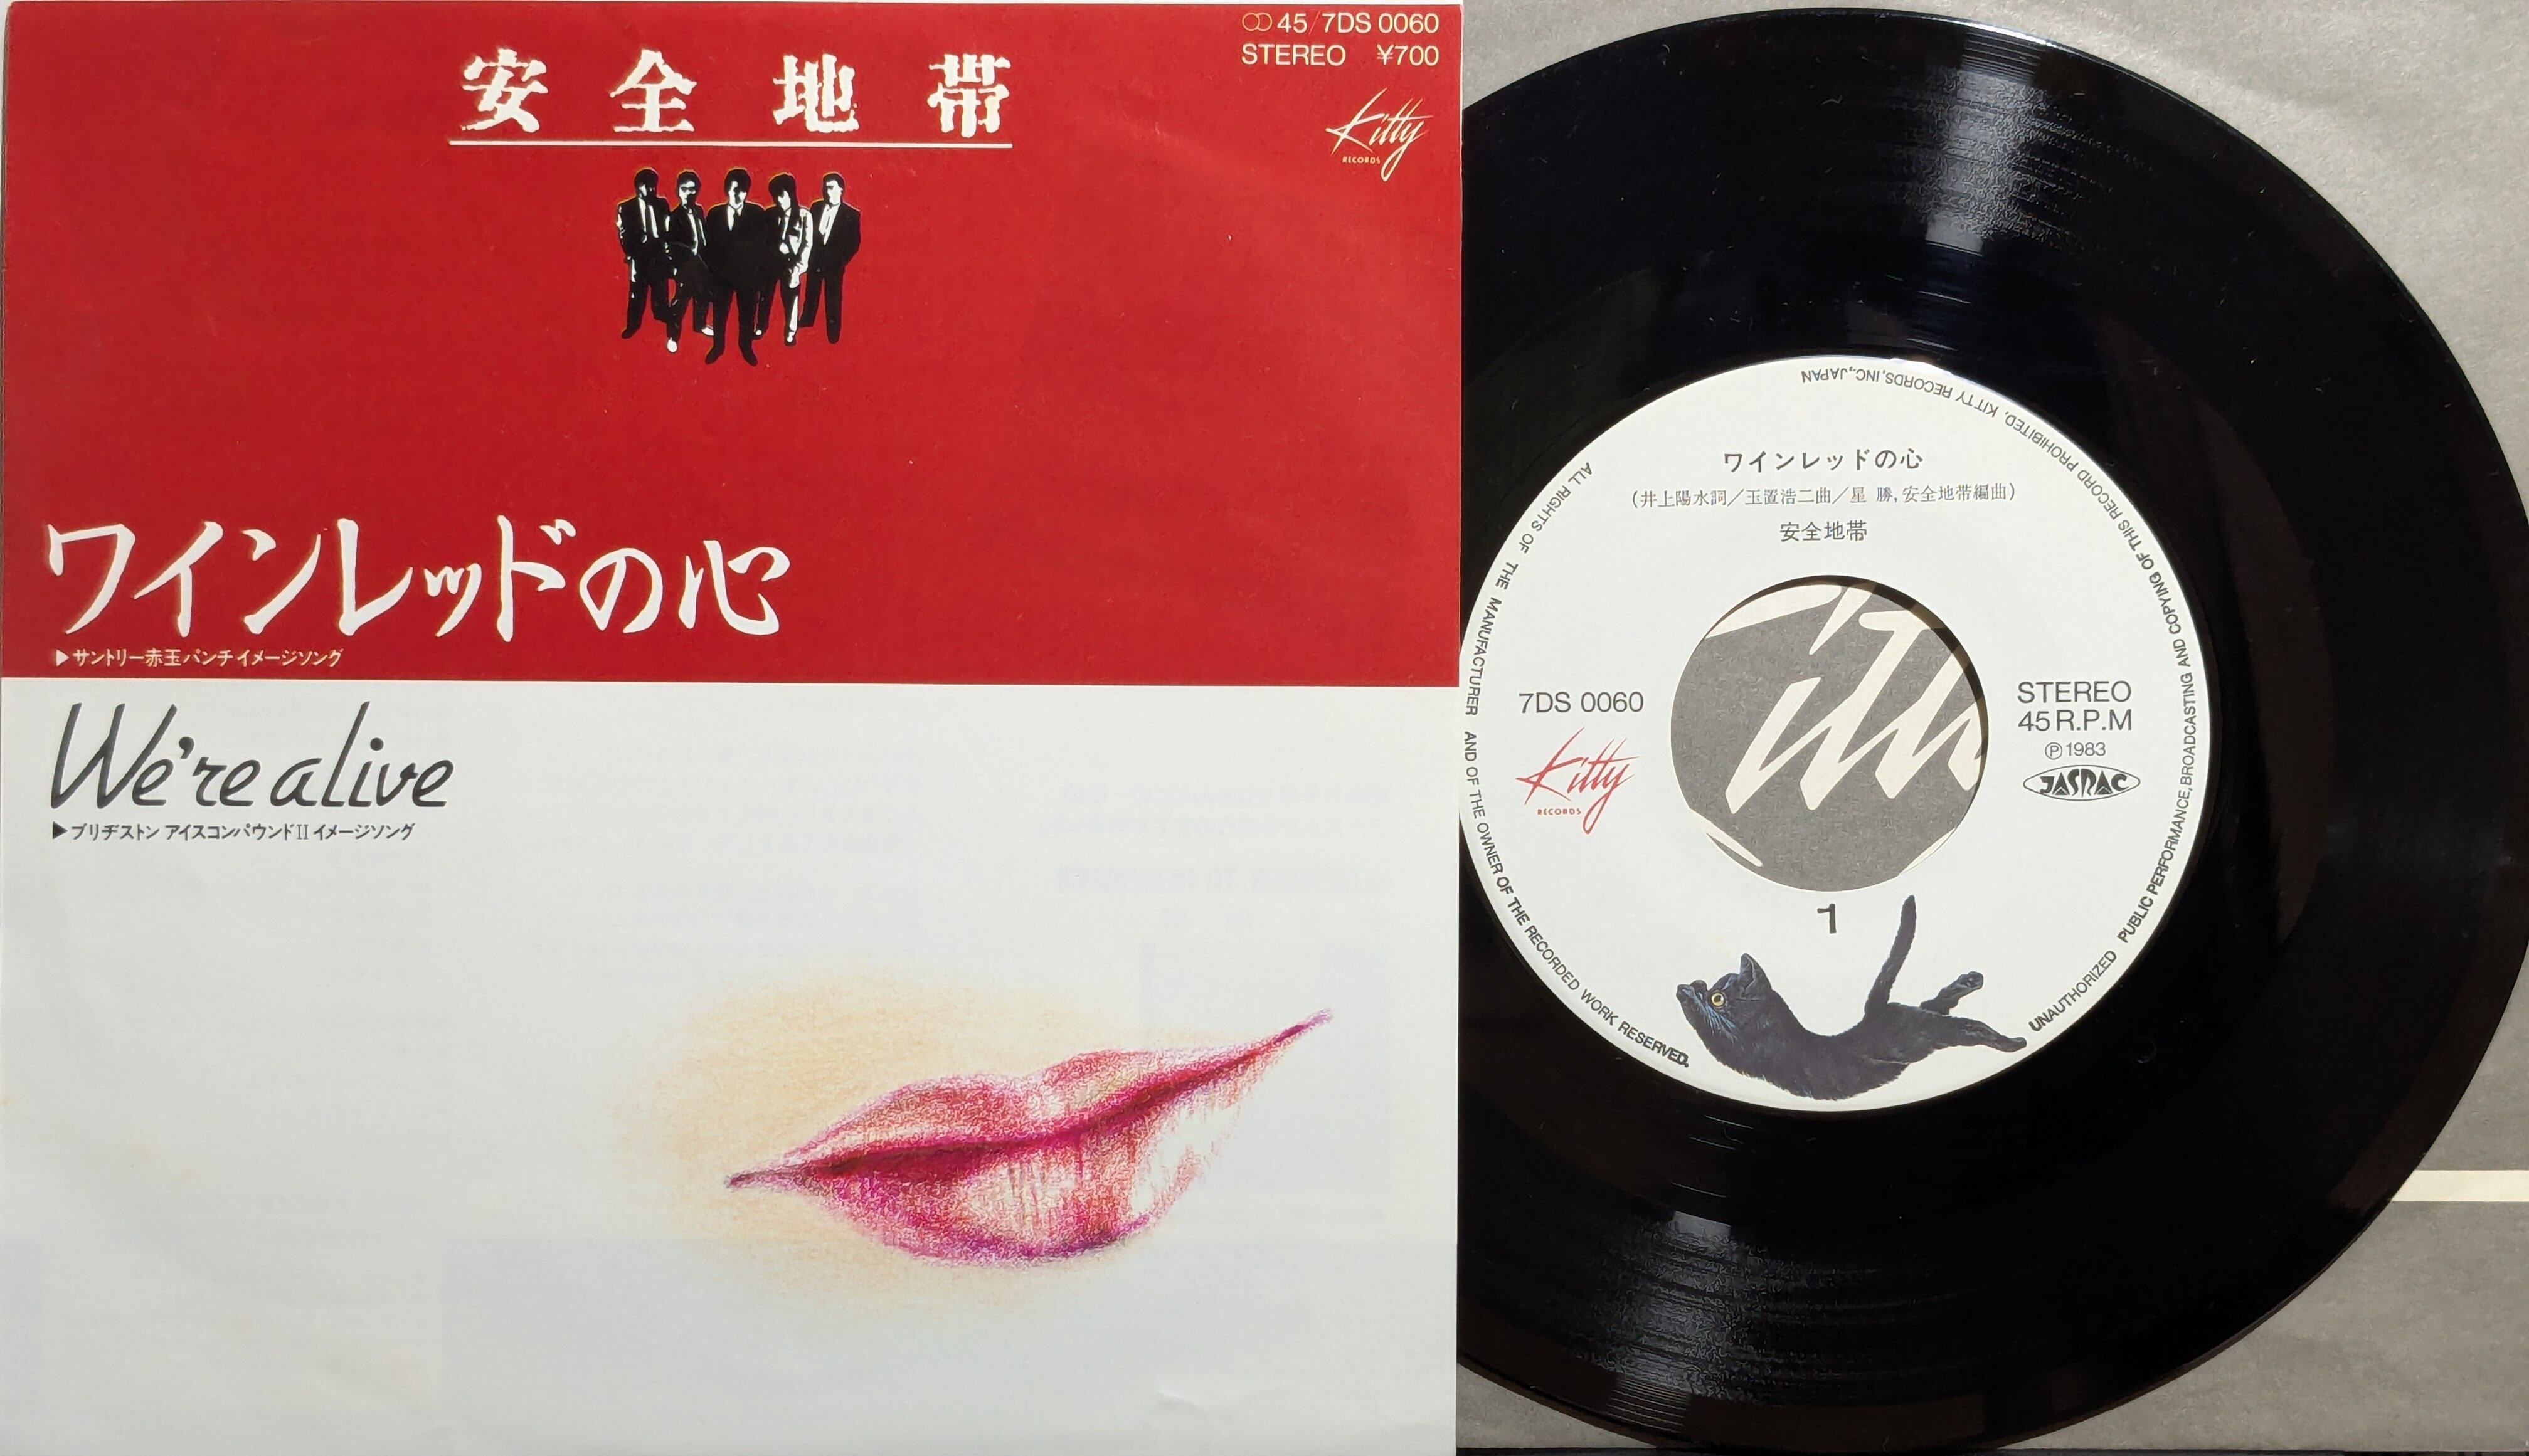 安全地帯
45/7DS 0060
STEREO ¥700
Kitty
RECORDS
ワインレッドの心
▶サントリー赤玉パンチイメージソング
We're alive
▶ブリヂストン アイスコンパウンドII イメージソング
ワインレッドの心
(井上陽水詞/玉置浩二曲/星 勝,安全地帯編曲)
安全地帯
7DS 0060
Kitty
RECORDS
STEREO
45 R.P.M
Ⓟ1983
JASRAC
1
ALL RIGHTS OF THE MANUFACTURER AND OF THE OWNER OF THE RECORDED WORK RESERVED.
UNAUTHORIZED PUBLIC PERFORMANCE,BROADCASTING AND COPYING OF THIS RECORD PROHIBITED. KITTY RECORDS,INC.,JAPAN